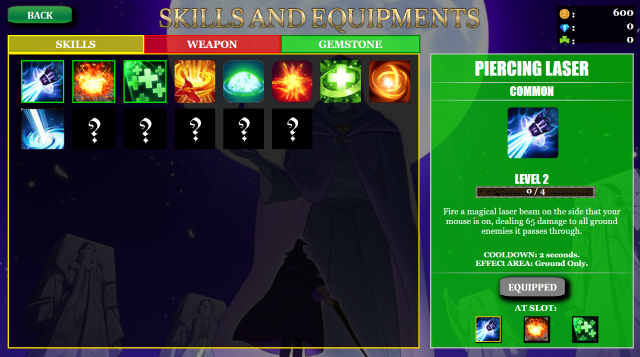 BACK
SKILLS AND EQUIPMENTS
: 600
: 0
: 0
SKILLS
WEAPON
GEMSTONE
? ? ? ? ?
PIERCING LASER
COMMON
LEVEL 2
0 / 4
Fire a magical laser beam on the side that your
mouse is on, dealing 65 damage to all ground
enemies it passes through.
COOLDOWN: 2 seconds.
EFFECT AREA: Ground Only.
EQUIPPED
AT SLOT: